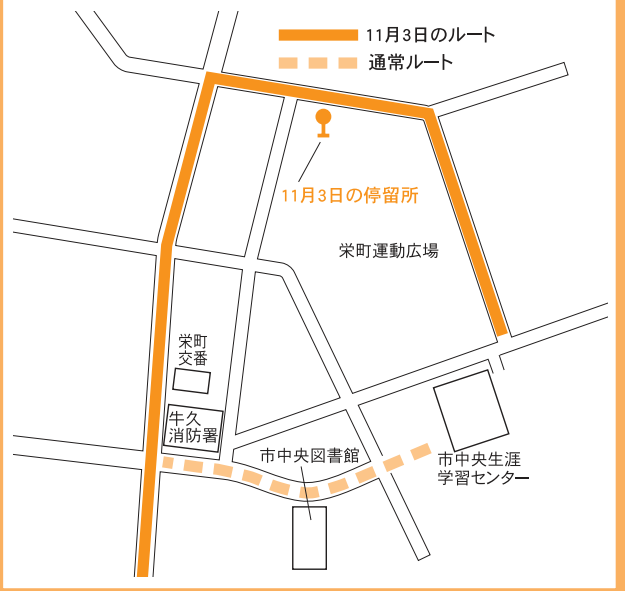 11月3日のルート
通常ルート
11月3日の停留所
栄町運動広場
栄町
交番
牛久
消防署
市中央図書館
市中央生涯
学習センター